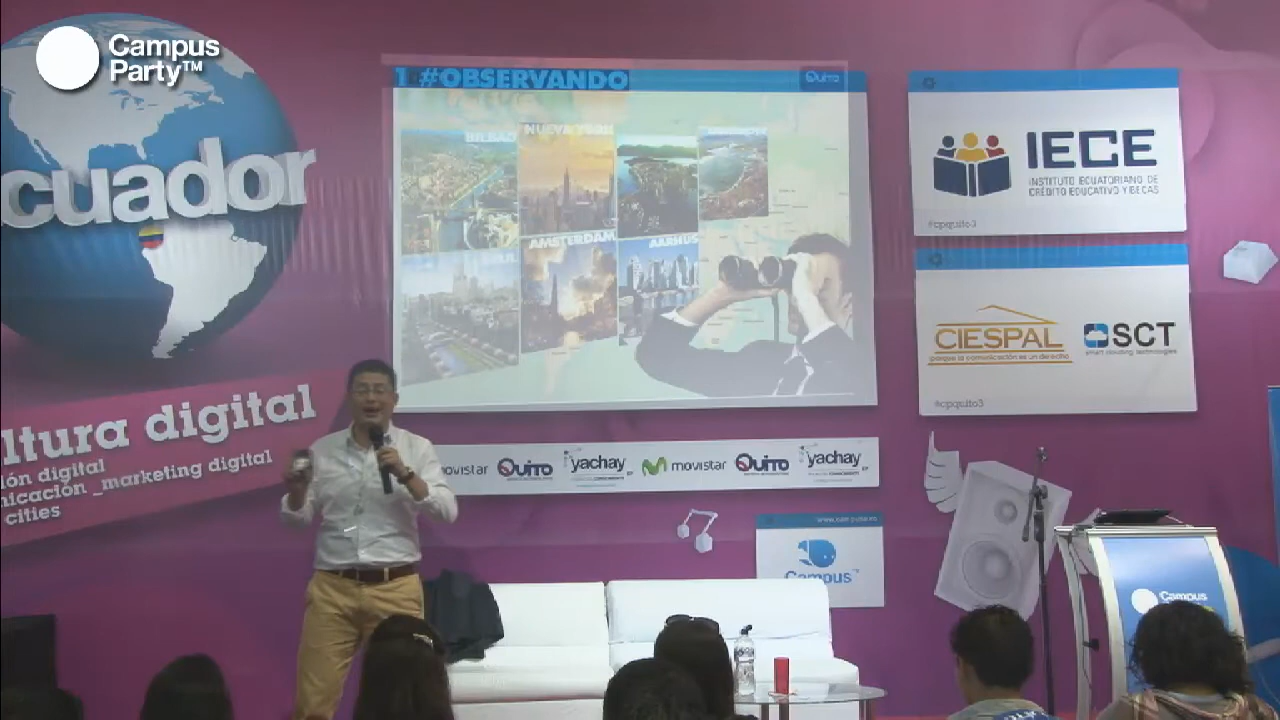 Campus
Party™
cuador
ltura digital
ión digital
nicación _marketing digital
cities
#OBSERVANDO
Quito
BILBAO
NUEVA YORK
AMSTERDAM
AARHUS
IECE
INSTITUTO ECUATORIANO DE
CRÉDITO EDUCATIVO Y BECAS
#cpquito3
CIESPAL
porque la comunicación es un derecho
SCT
smart clouding technologies
#cpquito3
movistar
QUITO
yachay
movistar
QUITO
yachay
Campus
Campus